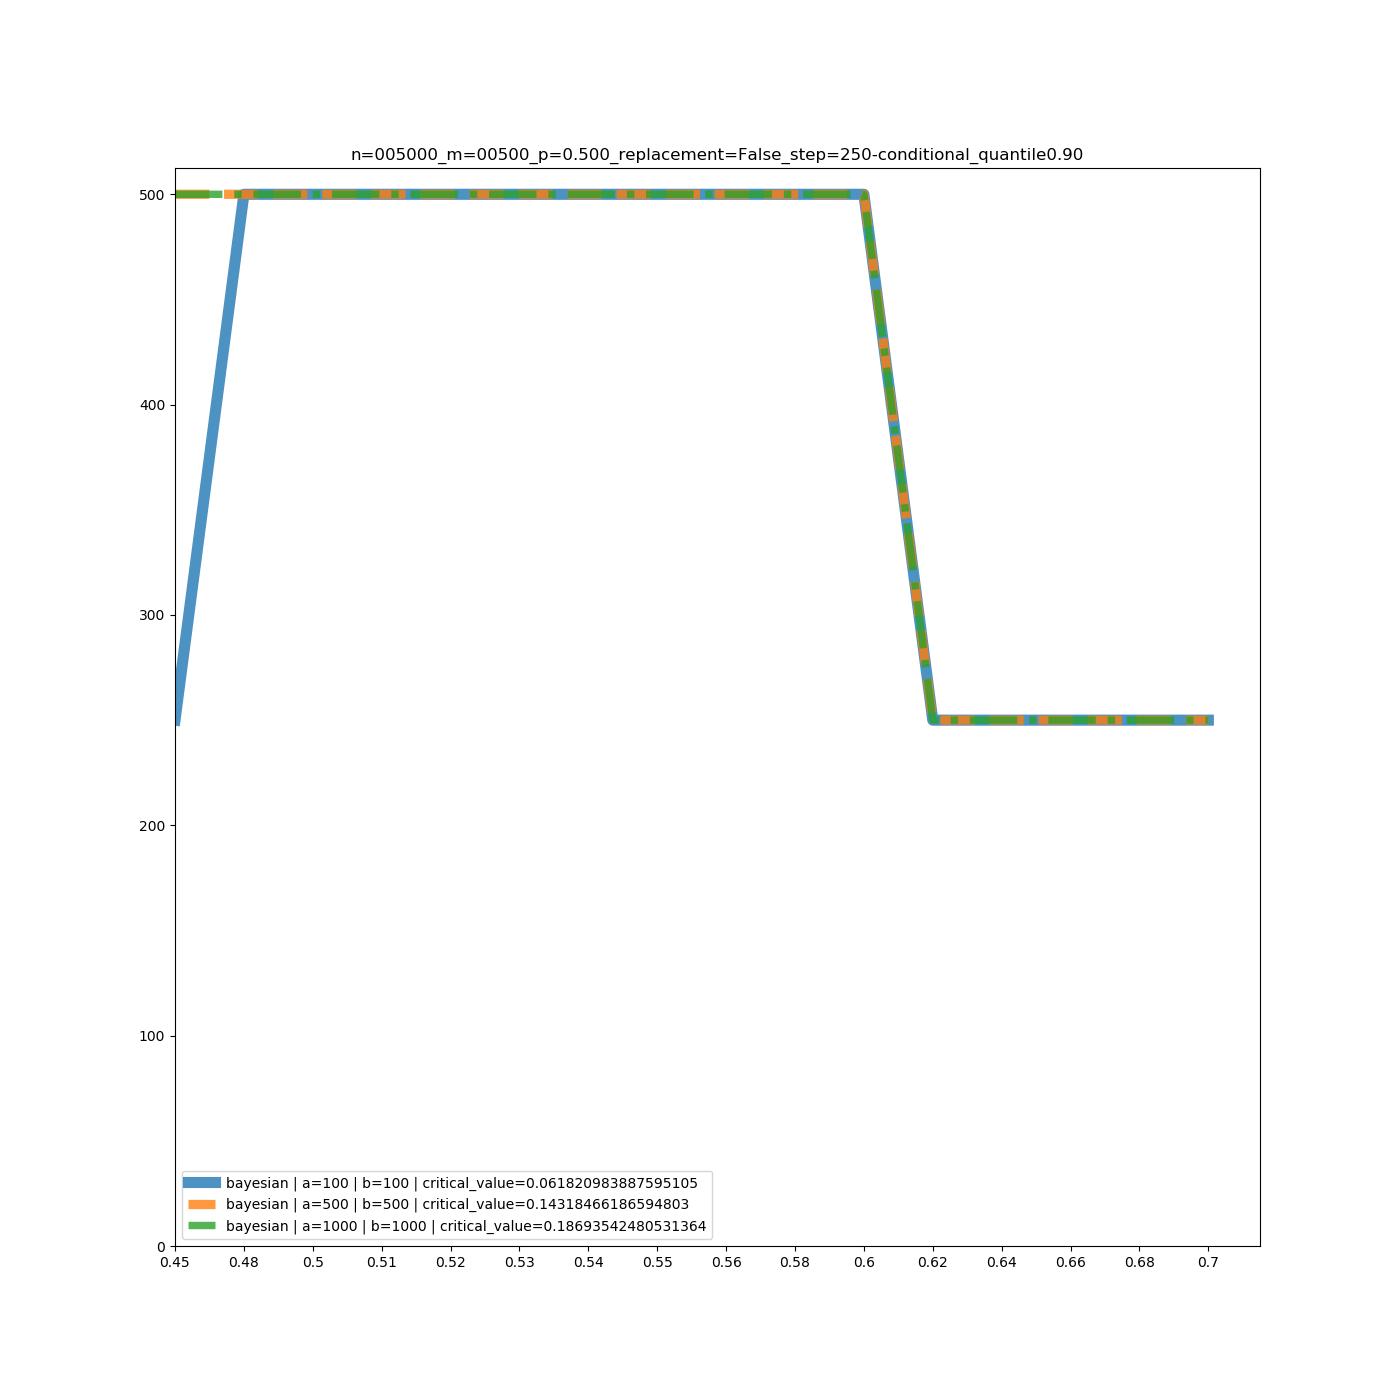 n=005000_m=00500_p=0.500_replacement=False_step=250-conditional_quantile0.90
500
400
300
200
100
0
bayesian | a=100 | b=100 | critical_value=0.061820983887595105
bayesian | a=500 | b=500 | critical_value=0.14318466186594803
bayesian | a=1000 | b=1000 | critical_value=0.18693542480531364
0.45 0.48 0.5 0.51 0.52 0.53 0.54 0.55 0.56 0.58 0.6 0.62 0.64 0.66 0.68 0.7